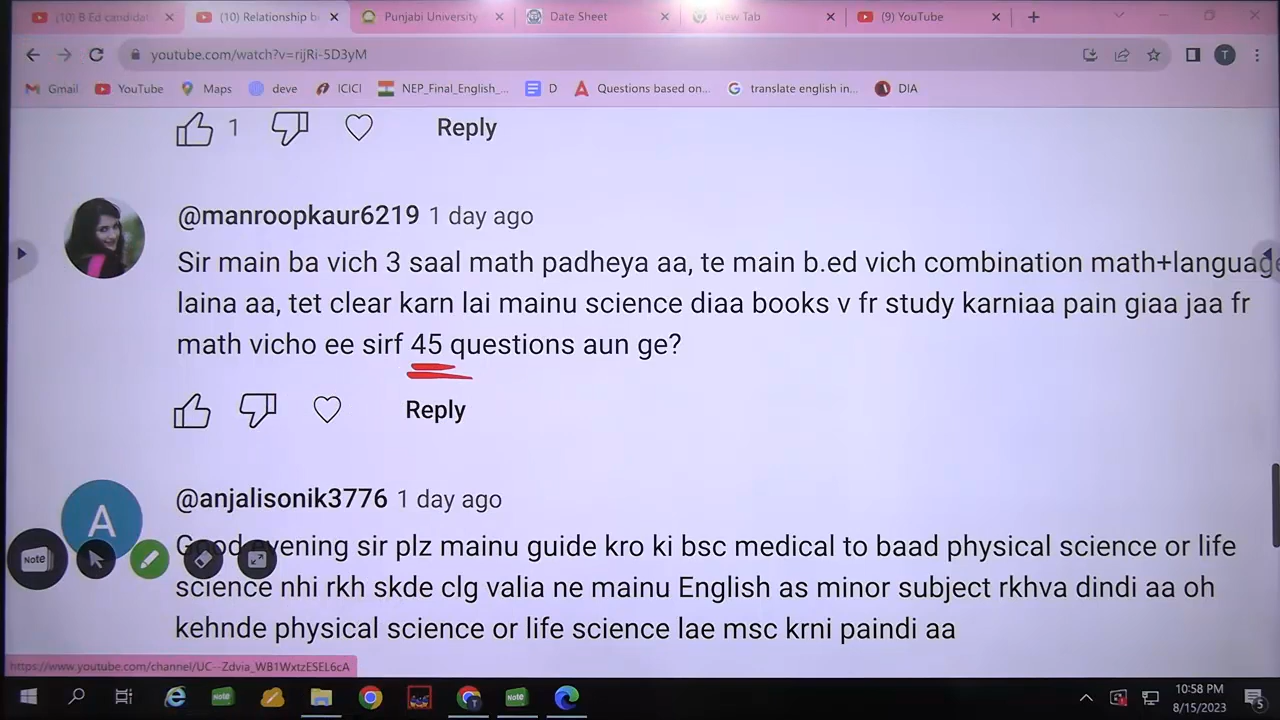 (10) B Ed candidat
(10) Relationship b
Punjabi University
Date Sheet
New Tab
(9) YouTube
youtube.com/watch?v=rijRi-5D3yM
T
Gmail
YouTube
Maps
deve
ICICI
NEP_Final_English_...
D
Questions based on...
translate english in...
DIA
1
Reply
@manroopkaur6219 1 day ago
Sir main ba vich 3 saal math padheya aa, te main b.ed vich combination math+language
laina aa, tet clear karn lai mainu science diaa books v fr study karniaa pain giaa jaa fr
math vicho ee sirf 45 questions aun ge?
Reply
A
@anjalisonik3776 1 day ago
Good evening sir plz mainu guide kro ki bsc medical to baad physical science or life
science nhi rkh skde clg valia ne mainu English as minor subject rkhva dindi aa oh
kehnde physical science or life science lae msc krni paindi aa
Note
https://www.youtube.com/channel/UC--Zdvia_WB1WxtzESEL6cA
Note
T
Note
10:58 PM
8/15/2023
5